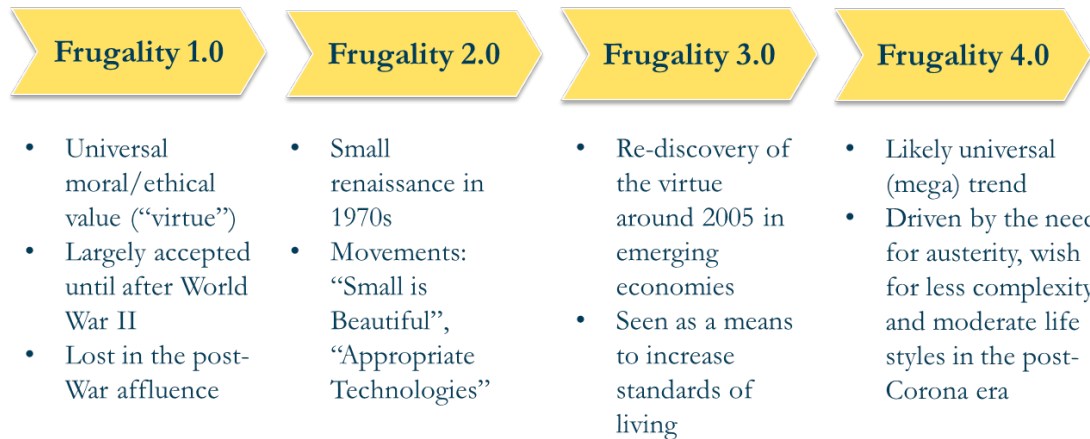 Frugality 1.0
• Universal
moral/ethical
value (“virtue”)
• Largely accepted
until after World
War II
• Lost in the post-
War affluence
Frugality 2.0
• Small
renaissance in
1970s
• Movements:
“Small is
Beautiful”,
“Appropriate
Technologies”
Frugality 3.0
• Re-discovery of
the virtue
around 2005 in
emerging
economies
• Seen as a means
to increase
standards of
living
Frugality 4.0
• Likely universal
(mega) trend
• Driven by the need
for austerity, wish
for less complexity
and moderate life
styles in the post-
Corona era